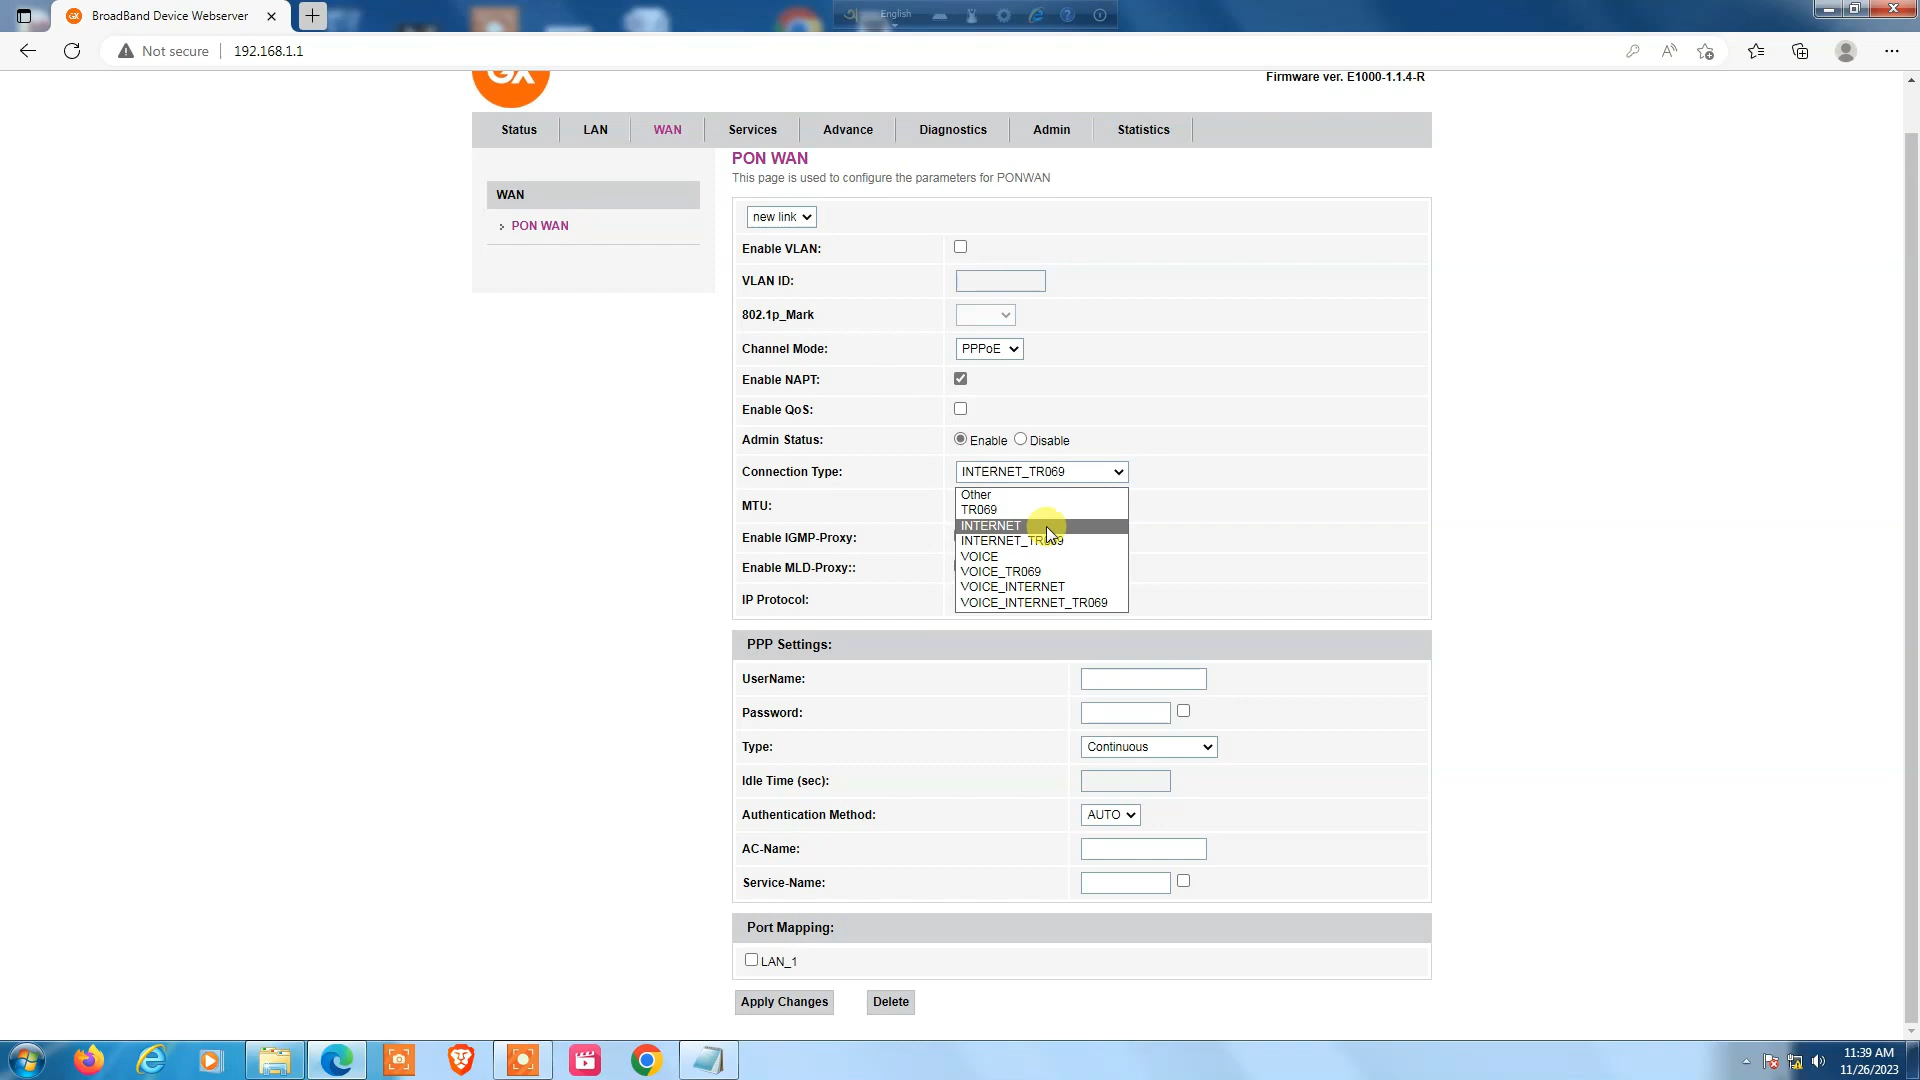 BroadBand Device Webserver
English
Not secure
192.168.1.1
GX
Firmware ver. E1000-1.1.4-R
Status
LAN
WAN
Services
Advance
Diagnostics
Admin
Statistics
WAN
PON WAN
PON WAN
This page is used to configure the parameters for PONWAN
new link
Enable VLAN:
VLAN ID:
802.1p_Mark
Channel Mode: PPPoE
Enable NAPT:
Enable QoS:
Admin Status: Enable Disable
Connection Type: INTERNET_TR069
Other
TR069
MTU:
INTERNET
Enable IGMP-Proxy:
INTERNET_TR069
VOICE
Enable MLD-Proxy::
VOICE_TR069
VOICE_INTERNET
IP Protocol:
VOICE_INTERNET_TR069
PPP Settings:
UserName:
Password:
Type: Continuous
Idle Time (sec):
Authentication Method: AUTO
AC-Name:
Service-Name:
Port Mapping:
LAN_1
Apply Changes Delete
11:39 AM
11/26/2023